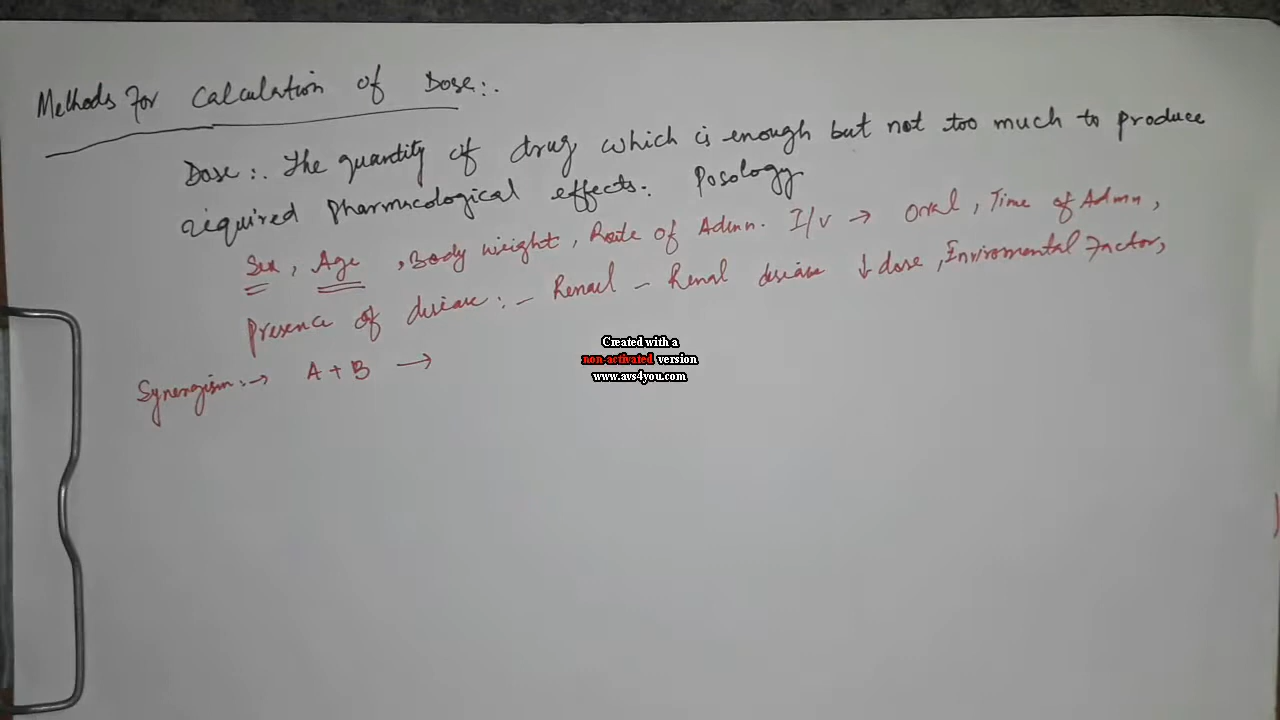 Methods For Calculation of Dose:.
Dose:. The quantity of drug which is enough but not too much to produce
required Pharmacological effects. Posology
Sex, Age, Body weight, Route of Admn. I/v → Oral, Time of Admn,
Presence of disease:- Renal - Renal disease ↓ dose, Enviromental Factor,
Synergism:→ A + B →
Created with a
non-activated version
www.avs4you.com